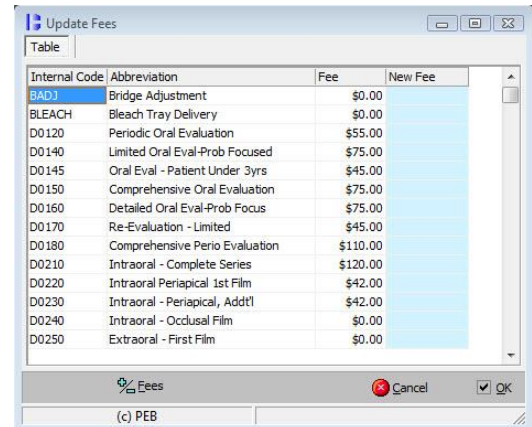 Update Fees
Table
Internal Code Abbreviation Fee New Fee
BADJ Bridge Adjustment $0.00
BLEACH Bleach Tray Delivery $0.00
D0120 Periodic Oral Evaluation $55.00
D0140 Limited Oral Eval-Prob Focused $75.00
D0145 Oral Eval - Patient Under 3yrs $45.00
D0150 Comprehensive Oral Evaluation $75.00
D0160 Detailed Oral Eval-Prob Focus $75.00
D0170 Re-Evaluation - Limited $45.00
D0180 Comprehensive Perio Evaluation $110.00
D0210 Intraoral - Complete Series $120.00
D0220 Intraoral Periapical 1st Film $42.00
D0230 Intraoral - Periapical, Addt'l $42.00
D0240 Intraoral - Occlusal Film $0.00
D0250 Extraoral - First Film $0.00
% Fees Cancel OK
(c) PEB